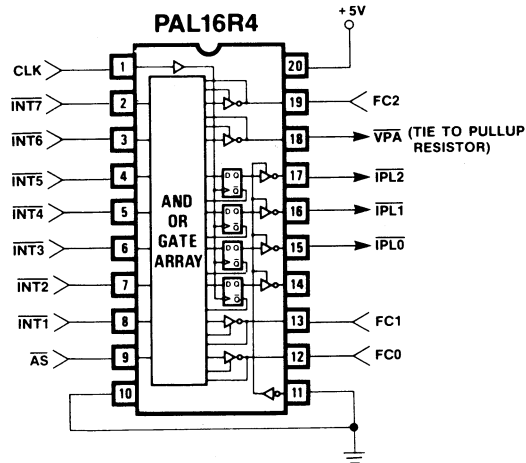 PAL16R4
+5V
CLK 1 20
INT7 2 19 FC2
INT6 3 18 VPA (TIE TO PULLUP RESISTOR)
INT5 4 D Q Q 17 IPL2
INT4 5 D Q Q 16 IPL1
INT3 6 D Q Q 15 IPL0
INT2 7 D Q Q 14
INT1 8 13 FC1
AS 9 12 FC0
10 11
AND
OR
GATE
ARRAY